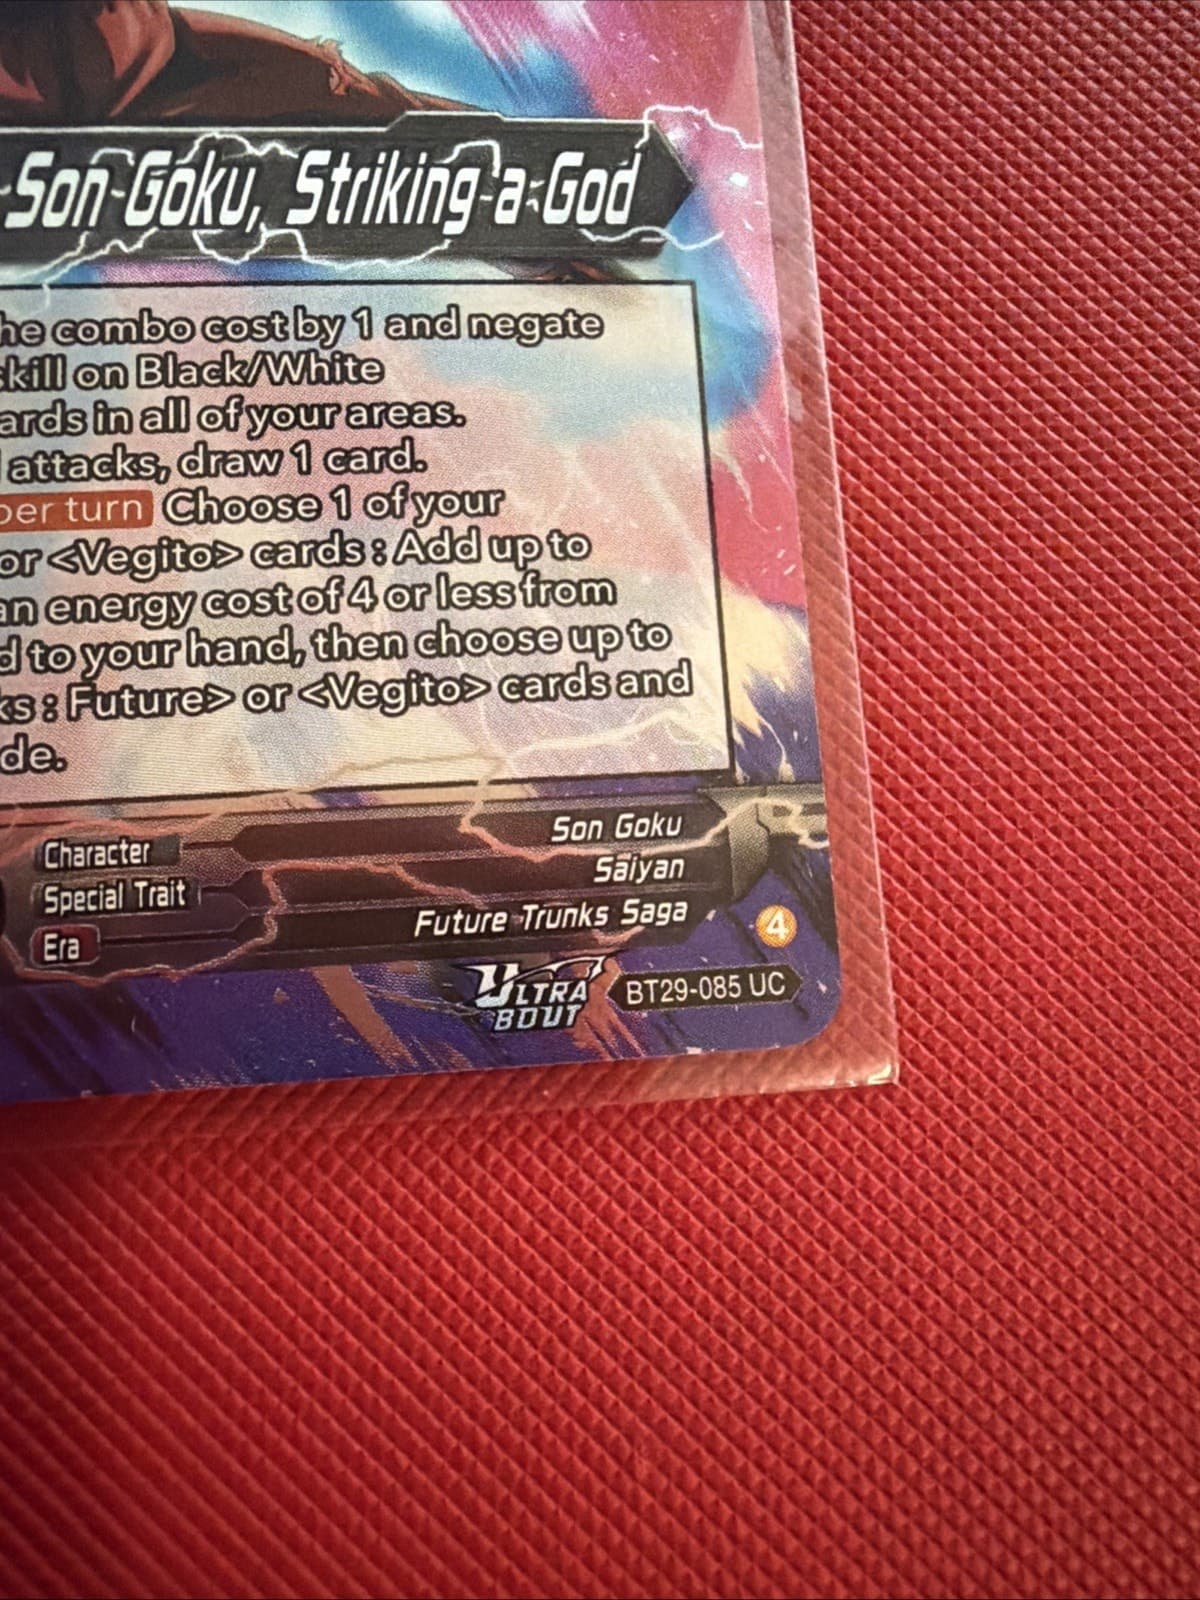 Son Goku, Striking a God
he combo cost by 1 and negate
kill on Black/White
ards in all of your areas.
attacks, draw 1 card.
per turn Choose 1 of your
or <Vegito> cards : Add up to
an energy cost of 4 or less from
d to your hand, then choose up to
ks : Future> or <Vegito> cards and
de.
Character Son Goku
Special Trait Saiyan
Era Future Trunks Saga
4
ULTRA BOUT BT29-085 UC